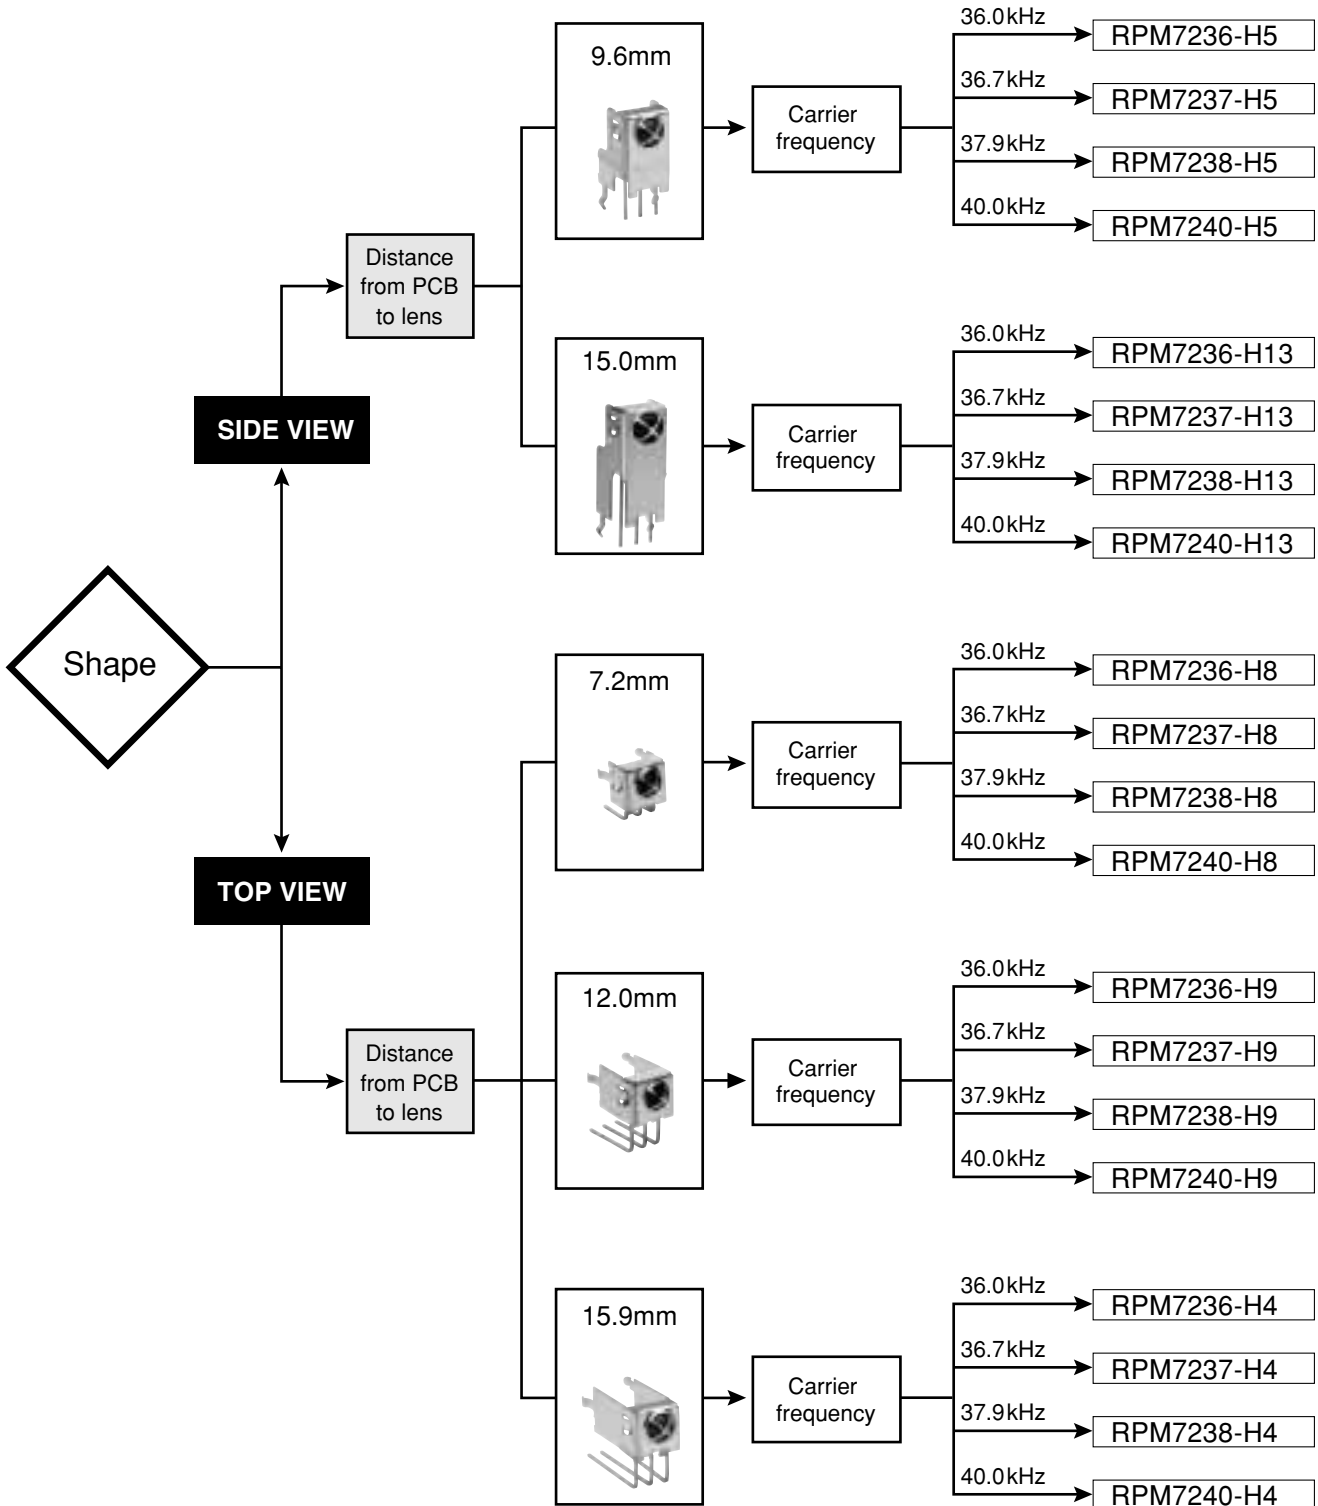 Shape
SIDE VIEW
Distance
from PCB
to lens
9.6mm
Carrier
frequency
36.0kHz
RPM7236-H5
36.7kHz
RPM7237-H5
37.9kHz
RPM7238-H5
40.0kHz
RPM7240-H5
15.0mm
Carrier
frequency
36.0kHz
RPM7236-H13
36.7kHz
RPM7237-H13
37.9kHz
RPM7238-H13
40.0kHz
RPM7240-H13
TOP VIEW
Distance
from PCB
to lens
7.2mm
Carrier
frequency
36.0kHz
RPM7236-H8
36.7kHz
RPM7237-H8
37.9kHz
RPM7238-H8
40.0kHz
RPM7240-H8
12.0mm
Carrier
frequency
36.0kHz
RPM7236-H9
36.7kHz
RPM7237-H9
37.9kHz
RPM7238-H9
40.0kHz
RPM7240-H9
15.9mm
Carrier
frequency
36.0kHz
RPM7236-H4
36.7kHz
RPM7237-H4
37.9kHz
RPM7238-H4
40.0kHz
RPM7240-H4